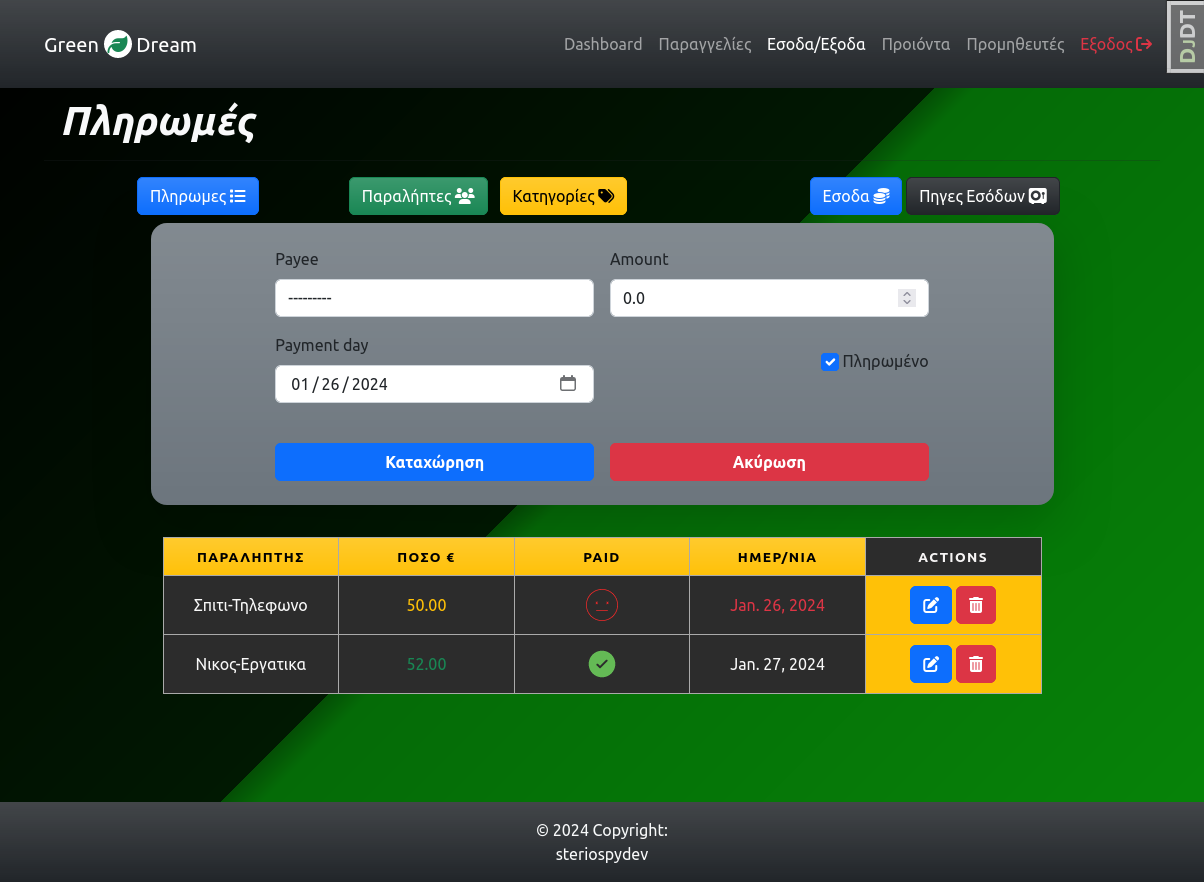 Green Dream
Dashboard Παραγγελίες Εσοδα/Εξοδα Προιόντα Προμηθευτές Εξοδος
DJDT
Πληρωμές
Πληρωμες Παραλήπτες Κατηγορίες Εσοδα Πηγες Εσόδων
Payee Amount
--------- 0.0
Payment day
Πληρωμένο
01 / 26 / 2024
Καταχώρηση Ακύρωση
ΠΑΡΑΛΗΠΤΗΣ ΠΟΣΟ € PAID ΗΜΕΡ/ΝΙΑ ACTIONS
Σπιτι-Τηλεφωνο 50.00 Jan. 26, 2024
Νικος-Εργατικα 52.00 Jan. 27, 2024
© 2024 Copyright:
steriospydev